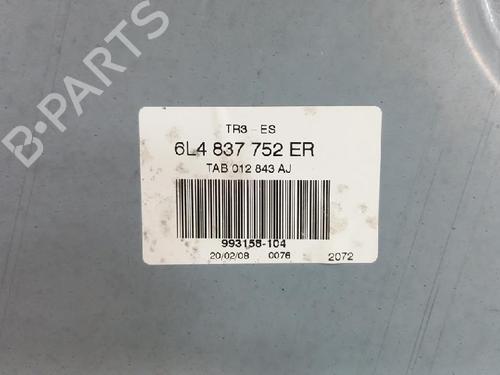 B-PARTS
TR3 - ES
6L4 837 752 ER
TAB 012 843 AJ
993158-104
20/02/08 0076 2072